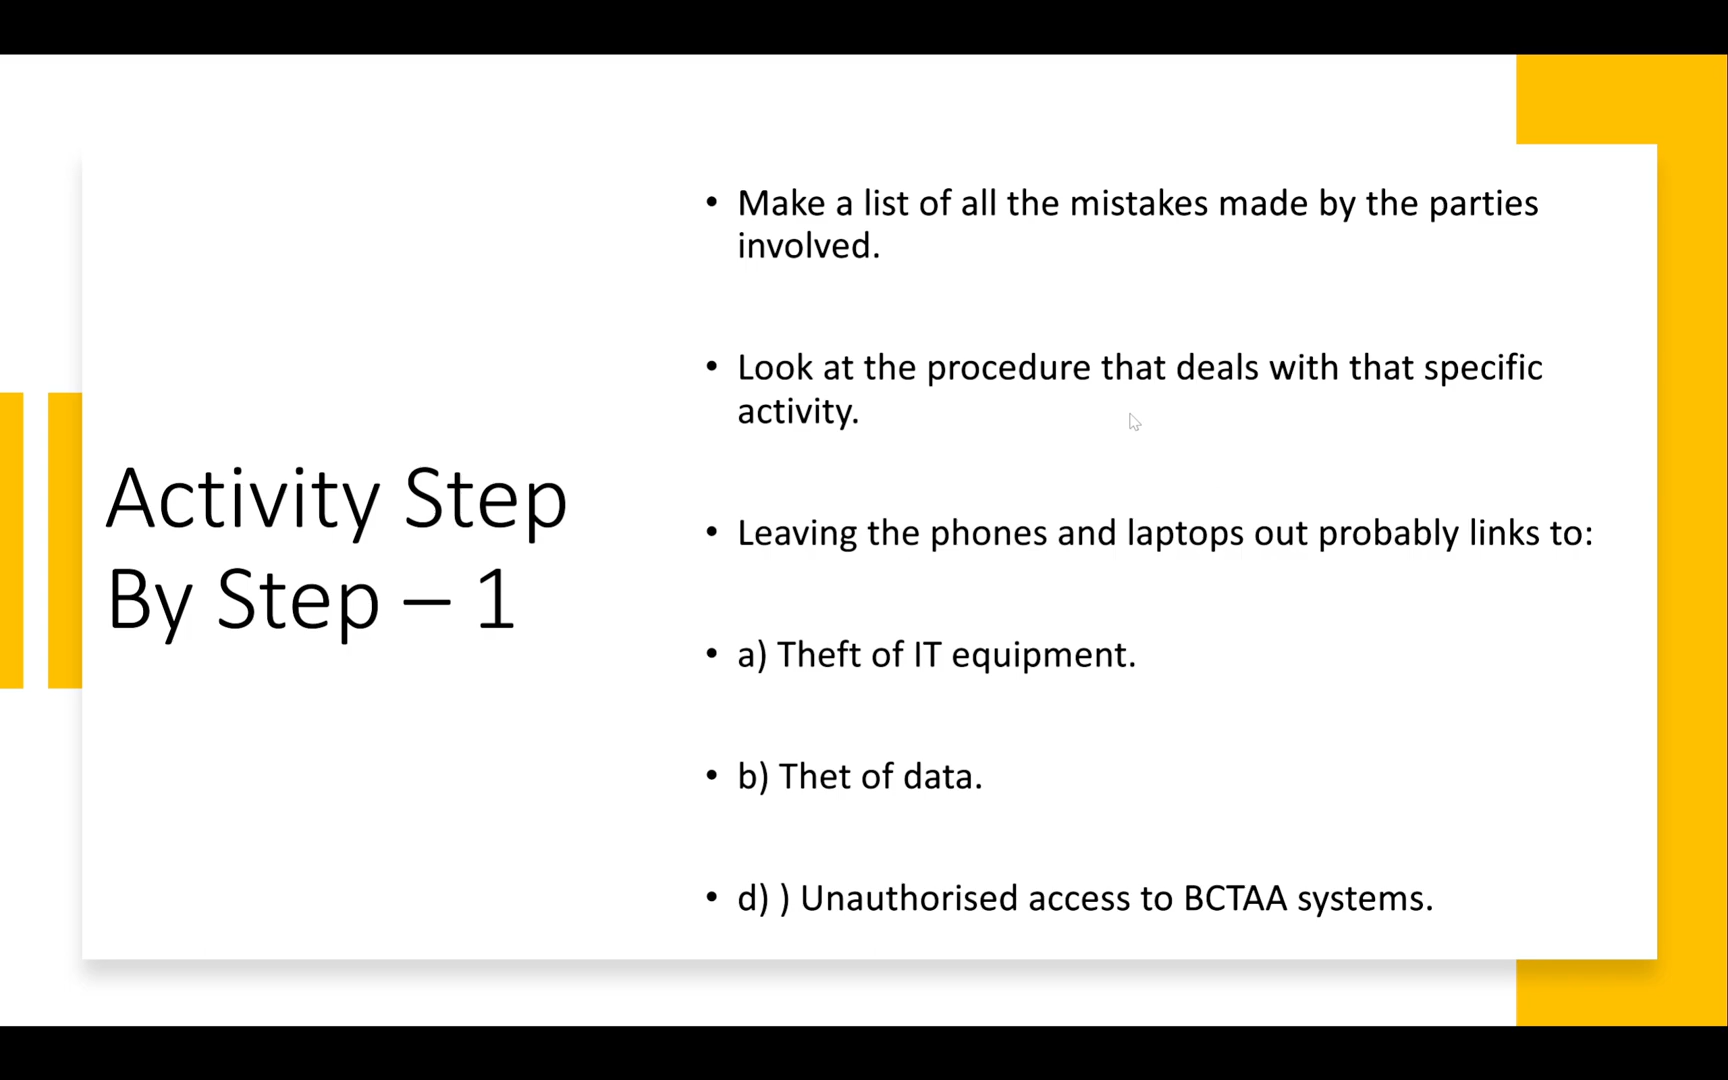 Activity Step
By Step – 1
• Make a list of all the mistakes made by the parties
involved.
• Look at the procedure that deals with that specific
activity.
• Leaving the phones and laptops out probably links to:
• a) Theft of IT equipment.
• b) Thet of data.
• d) ) Unauthorised access to BCTAA systems.